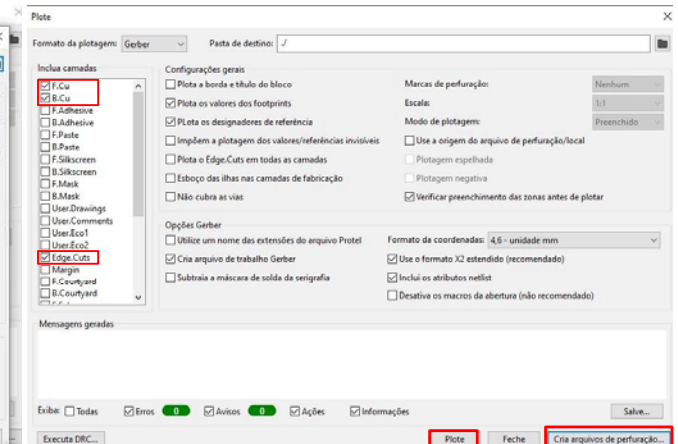 Plote
Formato da plotagem: Gerber Pasta de destino: ./
Inclua camadas
F.Cu
B.Cu
F.Adhesive
B.Adhesive
F.Paste
B.Paste
F.Silkscreen
B.Silkscreen
F.Mask
B.Mask
User.Drawings
User.Comments
User.Eco1
User.Eco2
Edge.Cuts
Margin
F.Courtyard
B.Courtyard
Configurações gerais
Plota a borda e título do bloco
Plota os valores dos footprints
PLota os designadores de referência
Impõem a plotagem dos valores/referências invisíveis
Plota o Edge.Cuts em todas as camadas
Esboço das ilhas nas camadas de fabricação
Não cubra as vias
Marcas de perfuração: Nenhum
Escala: 1:1
Modo de plotagem: Preenchido
Use a origem do arquivo de perfuração/local
Plotagem espelhada
Plotagem negativa
Verificar preenchimento das zonas antes de plotar
Opções Gerber
Utilize um nome das extensões do arquivo Protel
Cria arquivo de trabalho Gerber
Subtraia a máscara de solda da serigrafia
Formato da coordenadas: 4,6 - unidade mm
Use o formato X2 estendido (recomendado)
Inclui os atributos netlist
Desativa os macros da abertura (não recomendado)
Mensagens geradas
Exiba: Todas Erros 0 Avisos 0 Ações Informações Salve...
Executa DRC... Plote Feche Cria arquivos de perfuração...